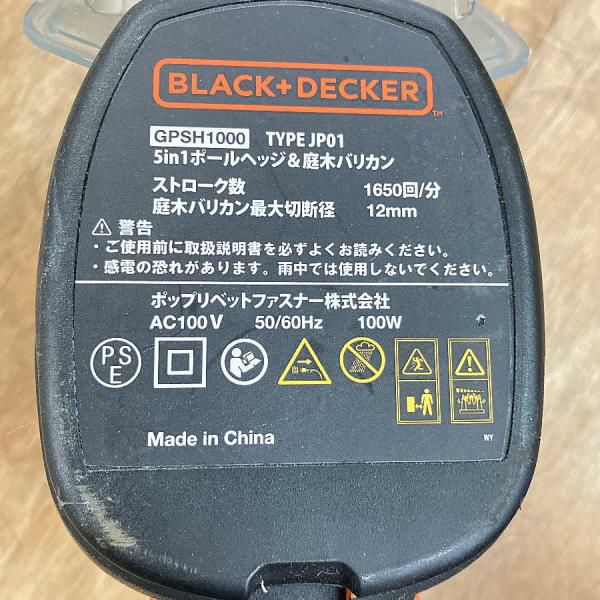 BLACK+DECKER™
GPSH1000 TYPE JP01
5in1ポールヘッジ&庭木バリカン
ストローク数 1650回/分
庭木バリカン最大切断径 12mm
⚠ 警告
・ご使用前に取扱説明書を必ずよくお読みください。
・感電の恐れがあります。雨中では使用しないでください。
ポップリベットファスナー株式会社
AC100V 50/60Hz 100W
PSE
Made in China
WY